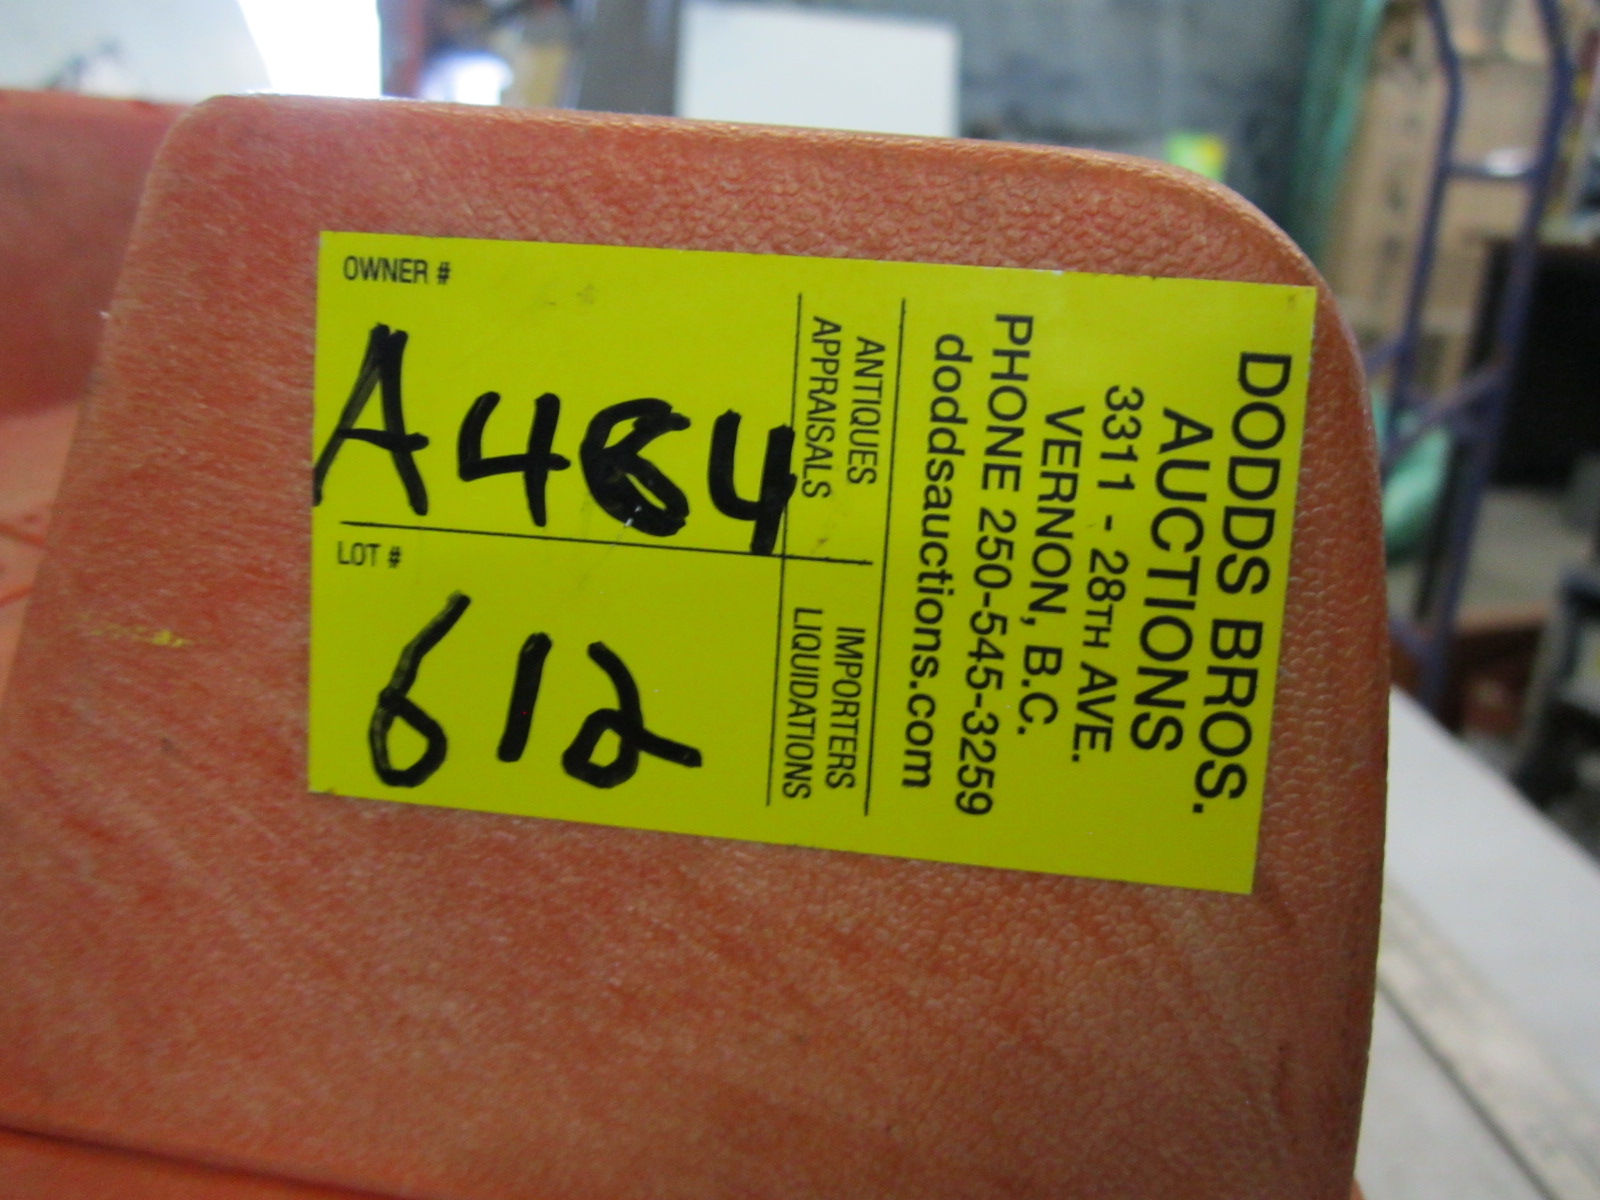 DODDS BROS.
AUCTIONS
3311 - 28TH AVE.
VERNON, B.C.
PHONE 250-545-3259
doddsauctions.com
ANTIQUES
APPRAISALS
IMPORTERS
LIQUIDATIONS
OWNER #
LOT #
612